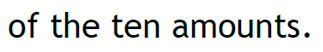 of the ten amounts.